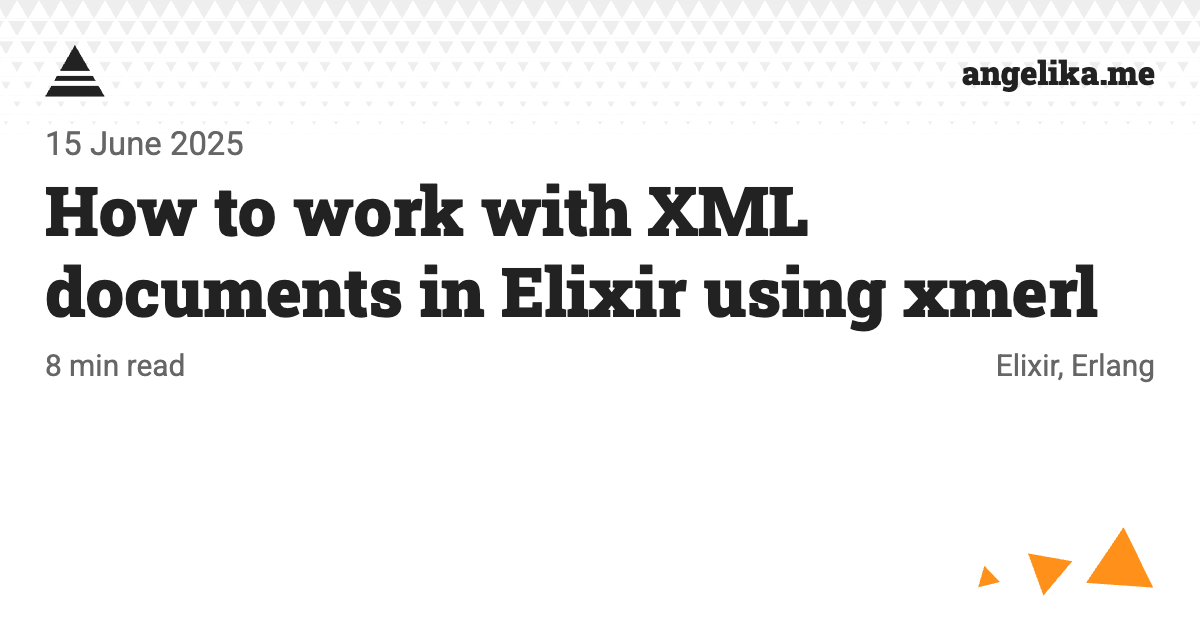 angelika.me
15 June 2025
How to work with XML
documents in Elixir using xmerl
8 min read
Elixir, Erlang